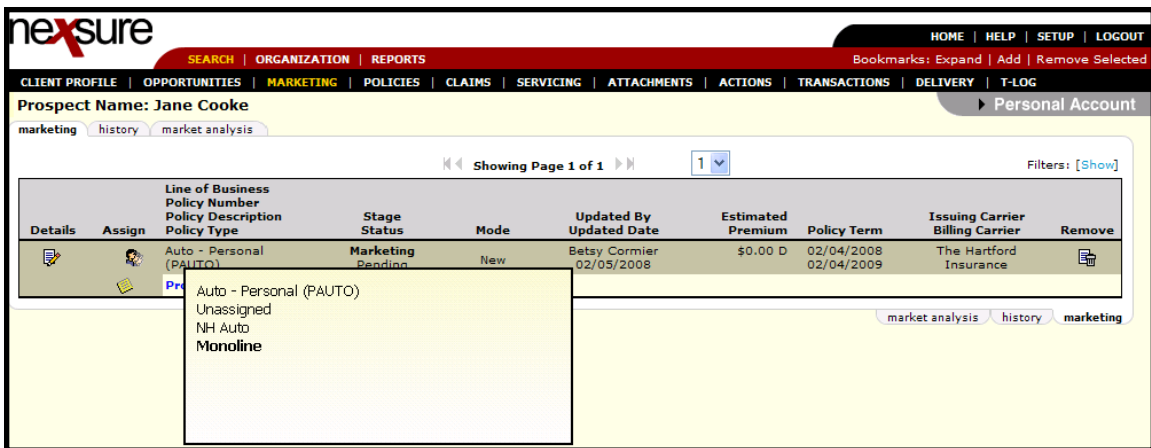 nexsure
HOME | HELP | SETUP | LOGOUT
SEARCH | ORGANIZATION | REPORTS
Bookmarks: Expand | Add | Remove Selected
CLIENT PROFILE | OPPORTUNITIES | MARKETING | POLICIES | CLAIMS | SERVICING | ATTACHMENTS | ACTIONS | TRANSACTIONS | DELIVERY | T-LOG
Prospect Name: Jane Cooke
Personal Account
marketing history market analysis
Showing Page 1 of 1
1
Filters: [Show]
Details
Assign
Line of Business
Policy Number
Policy Description
Policy Type
Stage
Status
Mode
Updated By
Updated Date
Estimated
Premium
Policy Term
Issuing Carrier
Billing Carrier
Remove
Auto - Personal
(PAUTO)
Marketing
Pending
New
Betsy Cormier
02/05/2008
$0.00 D
02/04/2008
02/04/2009
The Hartford
Insurance
Auto - Personal (PAUTO)
Unassigned
NH Auto
Monoline
market analysis history marketing